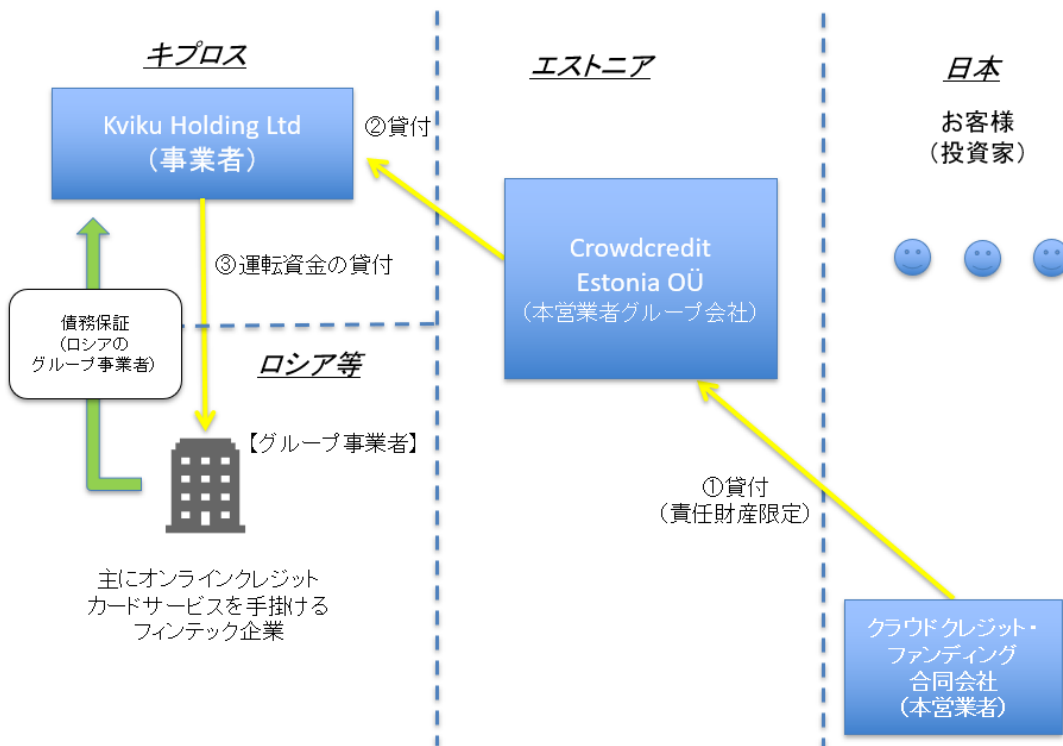 キプロス
Kviku Holding Ltd
（事業者）
②貸付
③運転資金の貸付
債務保証
(ロシアの
グループ事業者)
ロシア等
【グループ事業者】
主にオンラインクレジット
カードサービスを手掛ける
フィンテック企業
エストニア
Crowdcredit
Estonia OÜ
（本営業者グループ会社）
①貸付
（責任財産限定）
日本
お客様
（投資家）
クラウドクレジット・
ファンディング
合同会社
（本営業者）